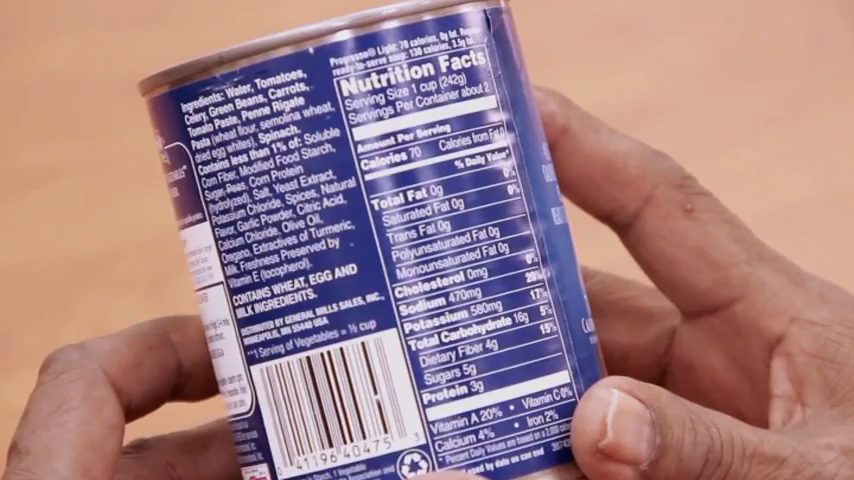 Progresso® Light: 70 calories, 0g fat.
ready-to-serve soup: 130 calories, 3.5g fat.
Ingredients: Water, Tomatoes,
Celery, Green Beans, Carrots,
Tomato Paste, Penne Rigate
Pasta (wheat flour, semolina wheat,
dried egg whites), Spinach.
Contains less than 1% of: Soluble
Corn Fiber, Modified Food Starch,
Sugar, Peas, Corn Protein
(hydrolyzed), Salt, Yeast Extract,
Potassium Chloride, Spices, Natural
Flavor, Garlic Powder, Citric Acid,
Calcium Chloride, Olive Oil,
Oregano, Extractives of Turmeric,
Milk. Freshness Preserved by
Vitamin E (tocopherol).
CONTAINS WHEAT, EGG AND
MILK INGREDIENTS.
DISTRIBUTED BY GENERAL MILLS SALES, INC.,
MINNEAPOLIS, MN 55440 USA
**1 Serving of Vegetables = ½ cup
0 41196 40475 3
Nutrition Facts
Serving Size 1 cup (242g)
Servings Per Container about 2
Amount Per Serving
Calories 70 Calories from Fat 0
% Daily Value*
Total Fat 0g 0%
Saturated Fat 0g 0%
Trans Fat 0g
Polyunsaturated Fat 0g
Monounsaturated Fat 0g
Cholesterol 0mg 0%
Sodium 470mg 20%
Potassium 580mg 17%
Total Carbohydrate 16g 5%
Dietary Fiber 4g 15%
Sugars 5g
Protein 3g
Vitamin A 20% • Vitamin C 0%
Calcium 4% • Iron 2%
* Percent Daily Values are based on a 2,000
used by date on can end